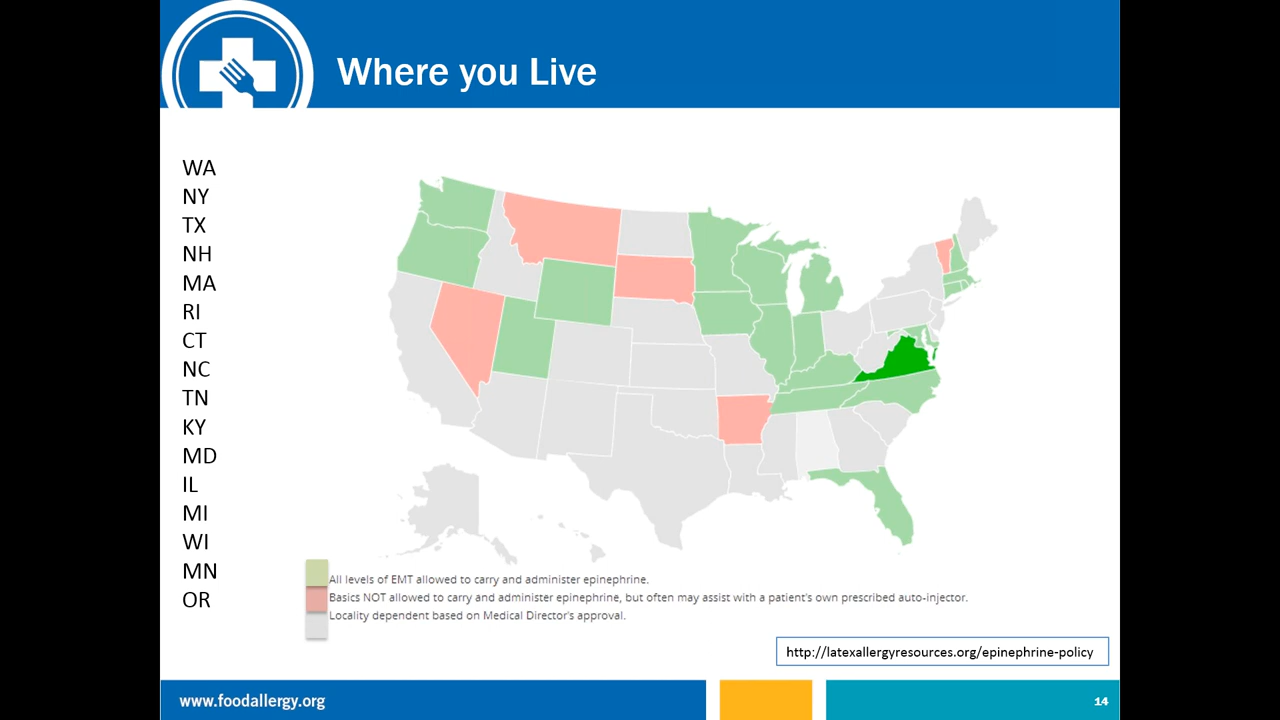 Where you Live
WA
NY
TX
NH
MA
RI
CT
NC
TN
KY
MD
IL
MI
WI
MN
OR
All levels of EMT allowed to carry and administer epinephrine.
Basics NOT allowed to carry and administer epinephrine, but often may assist with a patient's own prescribed auto-injector.
Locality dependent based on Medical Director's approval.
http://latexallergyresources.org/epinephrine-policy
www.foodallergy.org
14